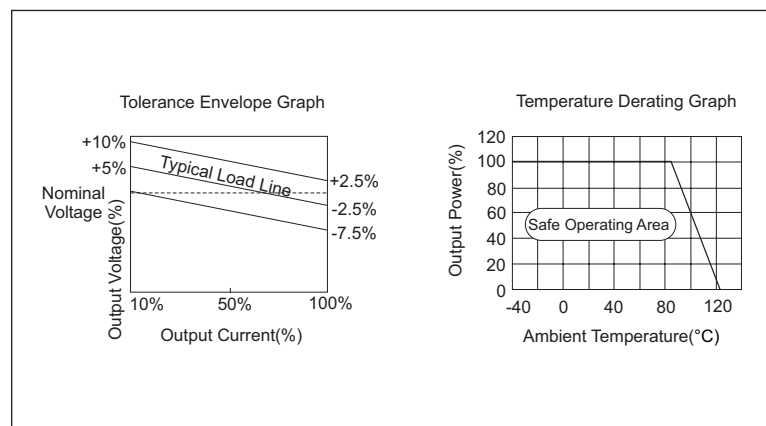 Tolerance Envelope Graph
+10%
+5%
Nominal
Voltage
Output Voltage(%)
Typical Load Line
+2.5%
-2.5%
-7.5%
10%
50%
100%
Output Current(%)
Temperature Derating Graph
Output Power(%)
120
100
80
60
40
20
0
Safe Operating Area
-40
0
40
80
120
Ambient Temperature(°C)